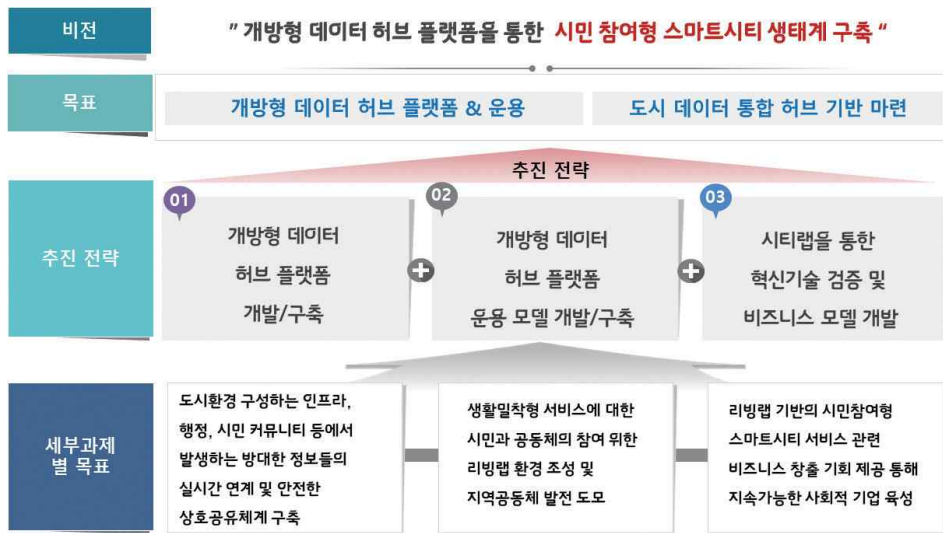 비전
" 개방형 데이터 허브 플랫폼을 통한 시민 참여형 스마트시티 생태계 구축 "
목표
개방형 데이터 허브 플랫폼 & 운용
도시 데이터 통합 허브 기반 마련
추진 전략
추진 전략
01
개방형 데이터
허브 플랫폼
개발/구축
02
개방형 데이터
허브 플랫폼
운용 모델 개발/구축
03
시티랩을 통한
혁신기술 검증 및
비즈니스 모델 개발
세부과제
별 목표
도시환경 구성하는 인프라,
행정, 시민 커뮤니티 등에서
발생하는 방대한 정보들의
실시간 연계 및 안전한
상호공유체계 구축
생활밀착형 서비스에 대한
시민과 공동체의 참여 위한
리빙랩 환경 조성 및
지역공동체 발전 도모
리빙랩 기반의 시민참여형
스마트시티 서비스 관련
비즈니스 창출 기회 제공 통해
지속가능한 사회적 기업 육성